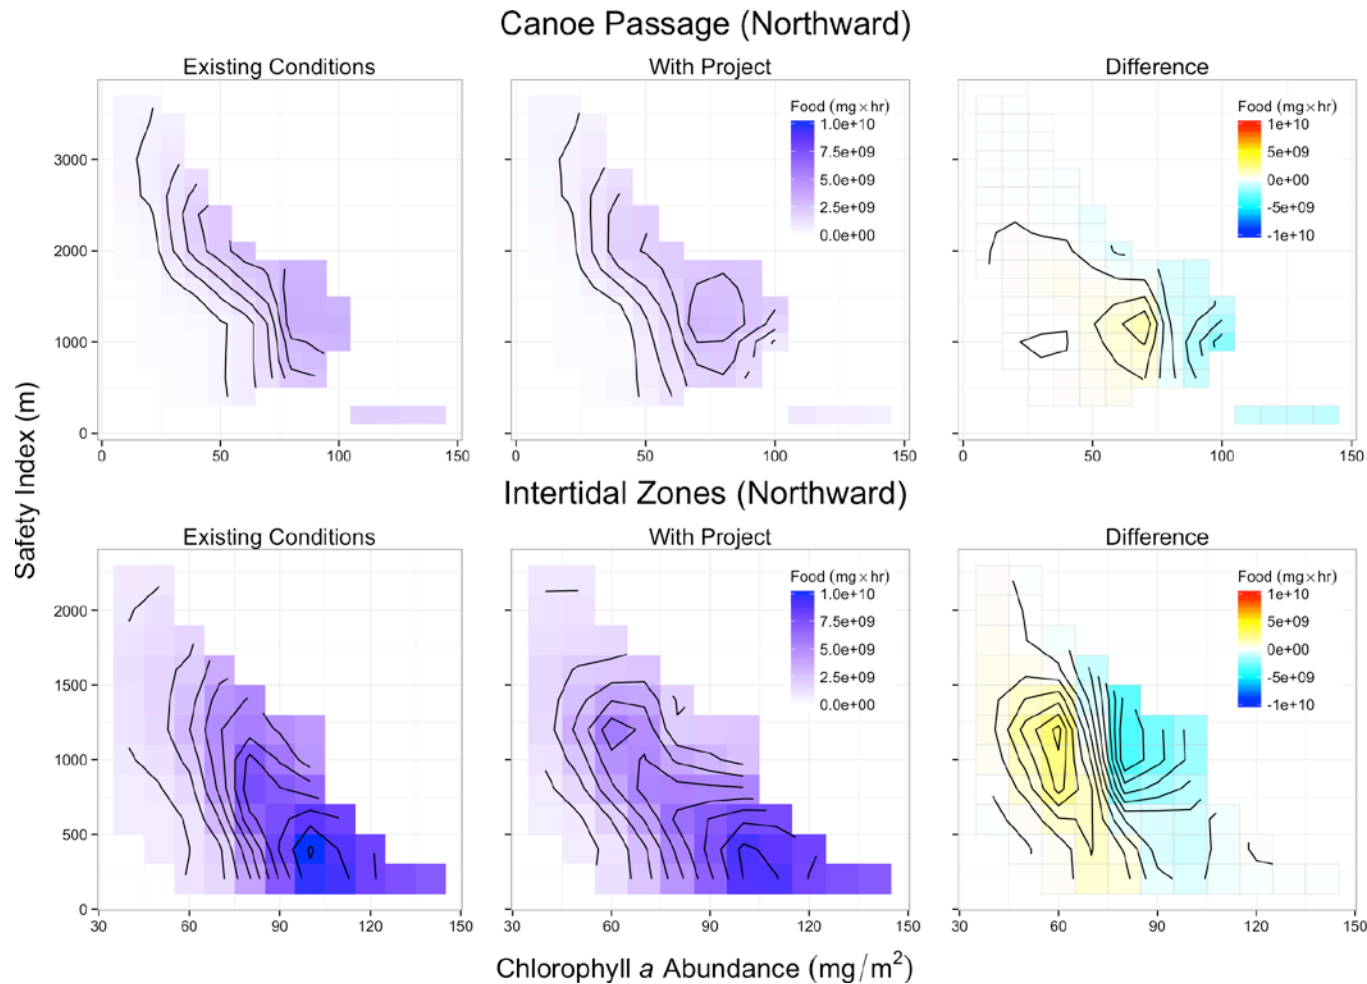 Canoe Passage (Northward)
Existing Conditions
With Project
Difference
Food (mg×hr)
1.0e+10
7.5e+09
5.0e+09
2.5e+09
0.0e+00
Food (mg×hr)
1e+10
5e+09
0e+00
-5e+09
-1e+10
3000
2000
1000
0
0 50 100 150
0 50 100 150
0 50 100 150
Safety Index (m)
Intertidal Zones (Northward)
Existing Conditions
With Project
Difference
Food (mg×hr)
1.0e+10
7.5e+09
5.0e+09
2.5e+09
0.0e+00
Food (mg×hr)
1e+10
5e+09
0e+00
-5e+09
-1e+10
2000
1500
1000
500
0
30 60 90 120 150
30 60 90 120 150
30 60 90 120 150
Chlorophyll a Abundance (mg/m²)